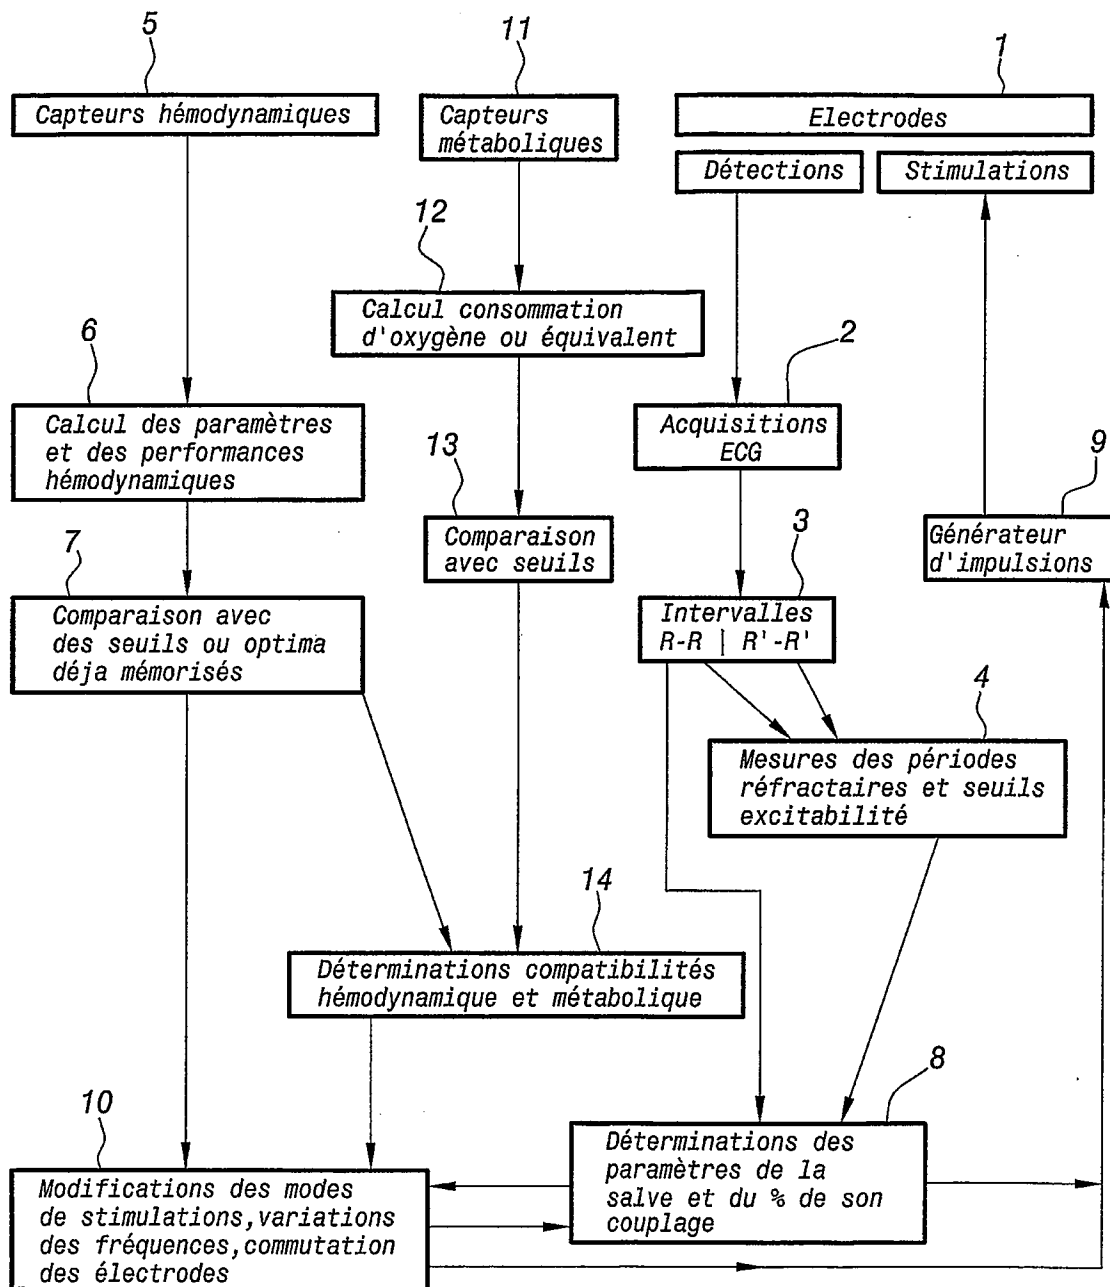 5
11
1
Capteurs hémodynamiques
Capteurs
métaboliques
Electrodes
Détections
Stimulations
12
Calcul consommation
d'oxygène ou équivalent
6
2
Calcul des paramètres
et des performances
hémodynamiques
Acquisitions
ECG
13
9
Comparaison
avec seuils
Générateur
d'impulsions
7
3
Comparaison avec
des seuils ou optima
déja mémorisés
Intervalles
R-R | R'-R'
4
Mesures des périodes
réfractaires et seuils
excitabilité
14
Déterminations compatibilités
hémodynamique et métabolique
8
10
Déterminations des
paramètres de la
salve et du % de son
couplage
Modifications des modes
de stimulations,variations
des fréquences,commutation
des électrodes